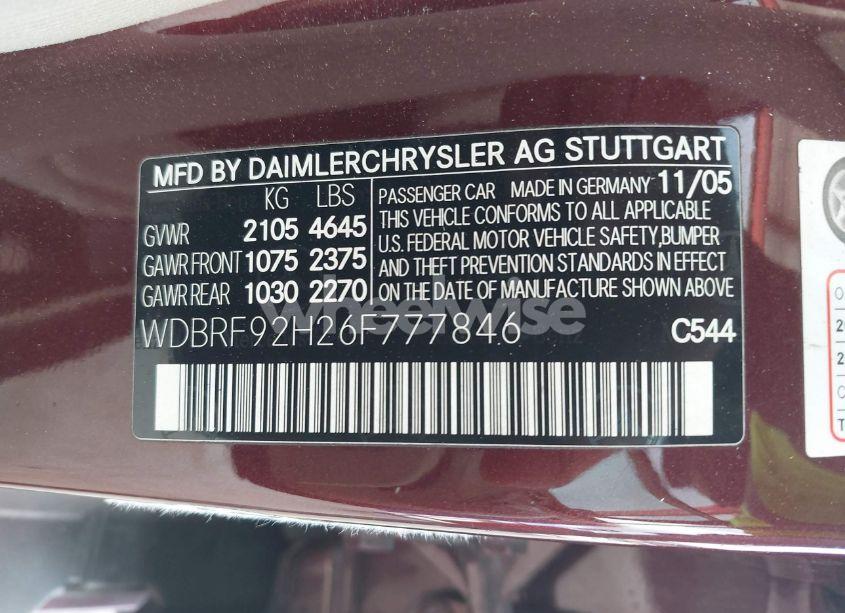 MFD BY DAIMLERCHRYSLER AG STUTTGART
KG LBS
GVWR 2105 4645
GAWR FRONT 1075 2375
GAWR REAR 1030 2270
PASSENGER CAR MADE IN GERMANY 11/05
THIS VEHICLE CONFORMS TO ALL APPLICABLE
U.S. FEDERAL MOTOR VEHICLE SAFETY,BUMPER
AND THEFT PREVENTION STANDARDS IN EFFECT
ON THE DATE OF MANUFACTURE SHOWN ABOVE
wheelwise
WDBRF92H26F777846 C544